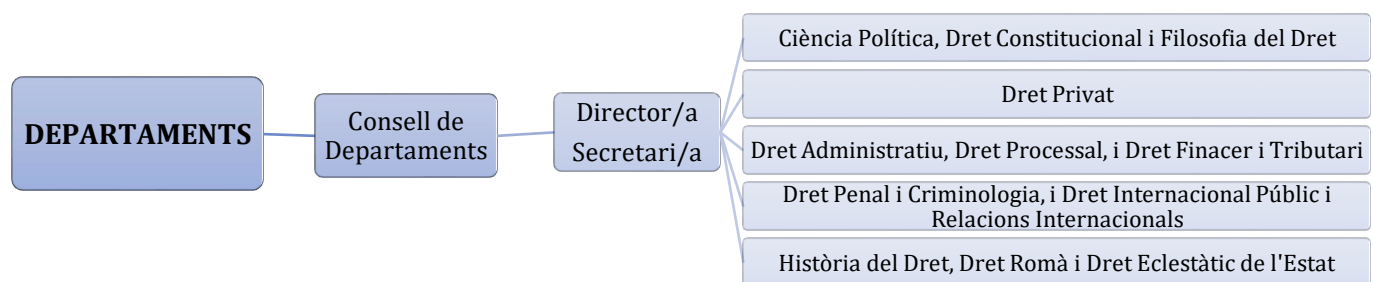 DEPARTAMENTS
Consell de
Departaments
Director/a
Secretari/a
Ciència Política, Dret Constitucional i Filosofia del Dret
Dret Privat
Dret Administratiu, Dret Processal, i Dret Finacer i Tributari
Dret Penal i Criminologia, i Dret Internacional Públic i
Relacions Internacionals
Història del Dret, Dret Romà i Dret Eclestàtic de l'Estat